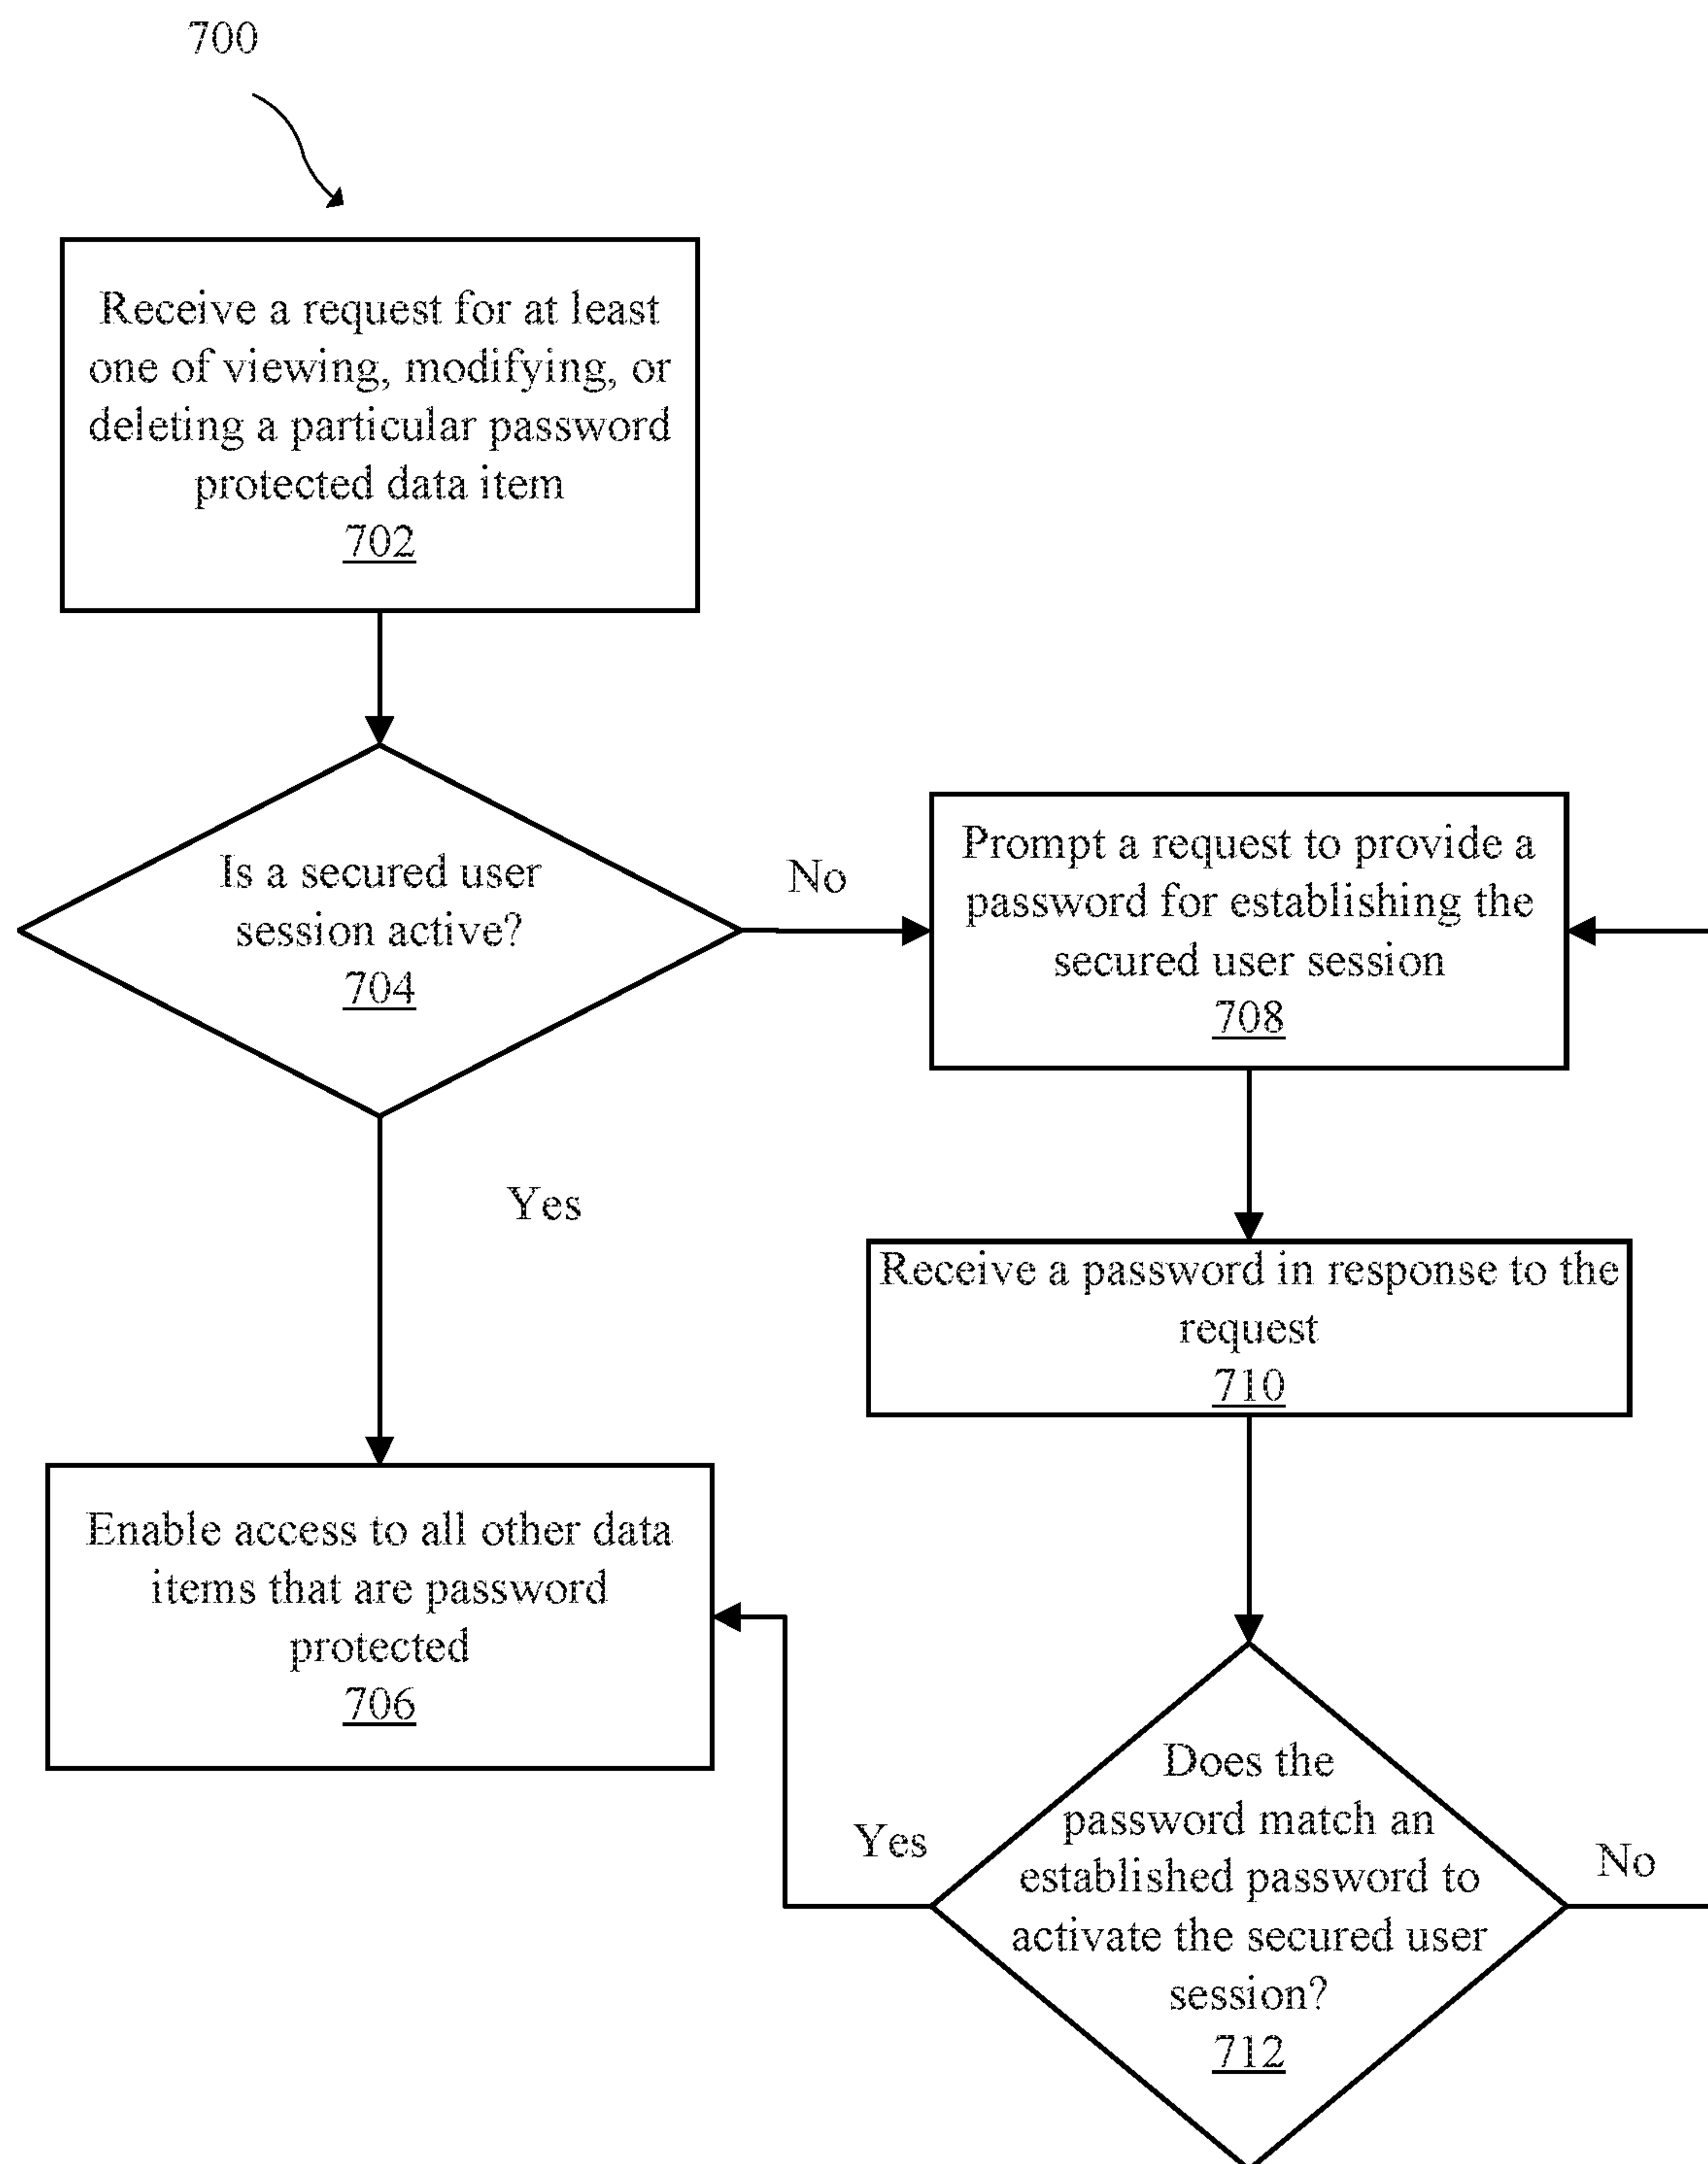 700
Receive a request for at least
one of viewing, modifying, or
deleting a particular password
protected data item
702
Is a secured user
session active?
704
No
Prompt a request to provide a
password for establishing the
secured user session
708
Yes
Receive a password in response to the
request
710
Enable access to all other data
items that are password
protected
706
Does the
password match an
established password to
activate the secured user
session?
712
Yes
No